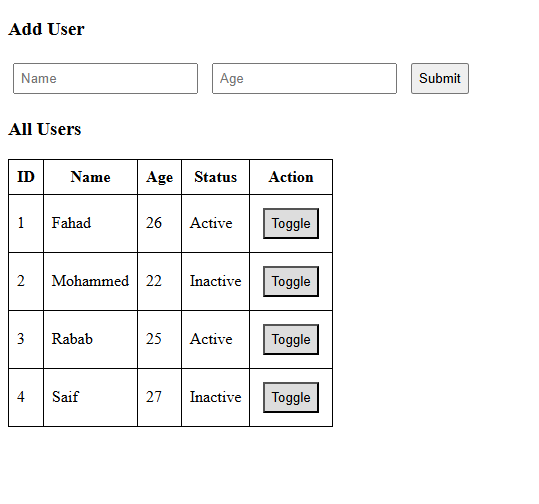 Add User
Name Age Submit
All Users
ID Name Age Status Action
1 Fahad 26 Active Toggle
2 Mohammed 22 Inactive Toggle
3 Rabab 25 Active Toggle
4 Saif 27 Inactive Toggle